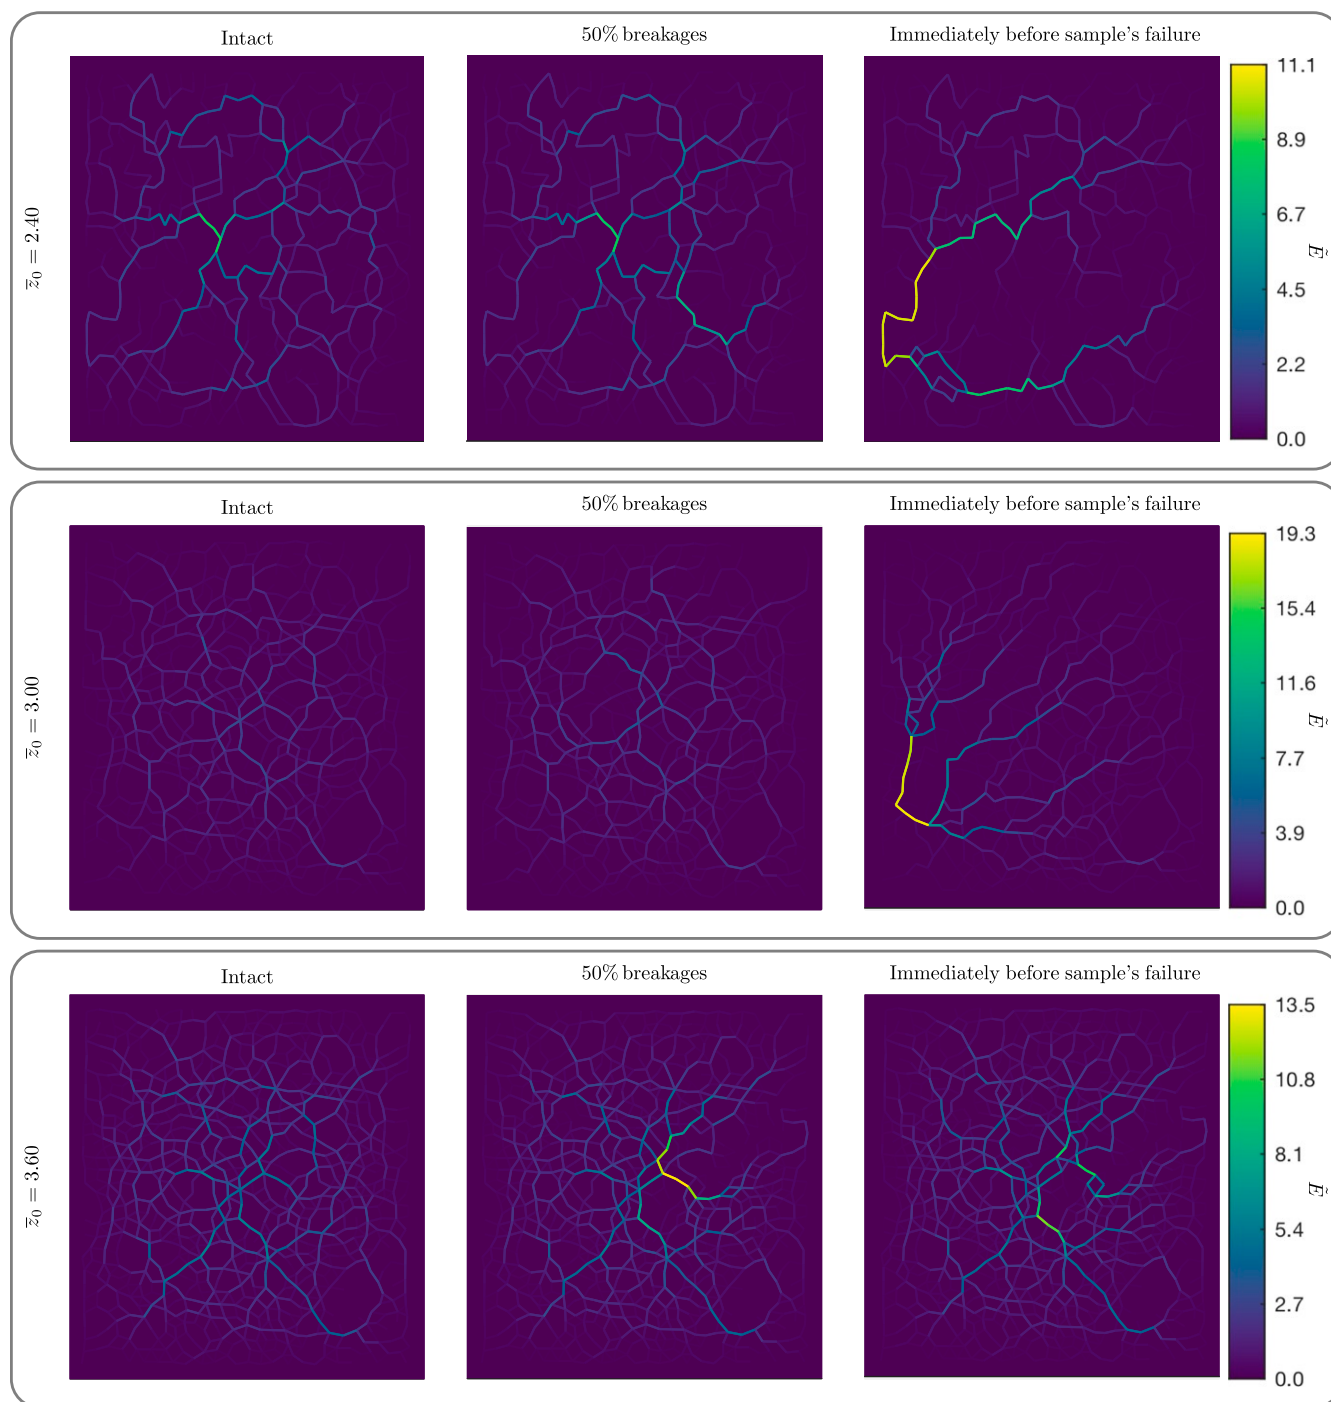 Intact
50% breakages
Immediately before sample's failure
z̅₀ = 2.40
11.1
8.9
6.7
4.5
2.2
0.0
Ẽ
Intact
50% breakages
Immediately before sample's failure
z̅₀ = 3.00
19.3
15.4
11.6
7.7
3.9
0.0
Ẽ
Intact
50% breakages
Immediately before sample's failure
z̅₀ = 3.60
13.5
10.8
8.1
5.4
2.7
0.0
Ẽ